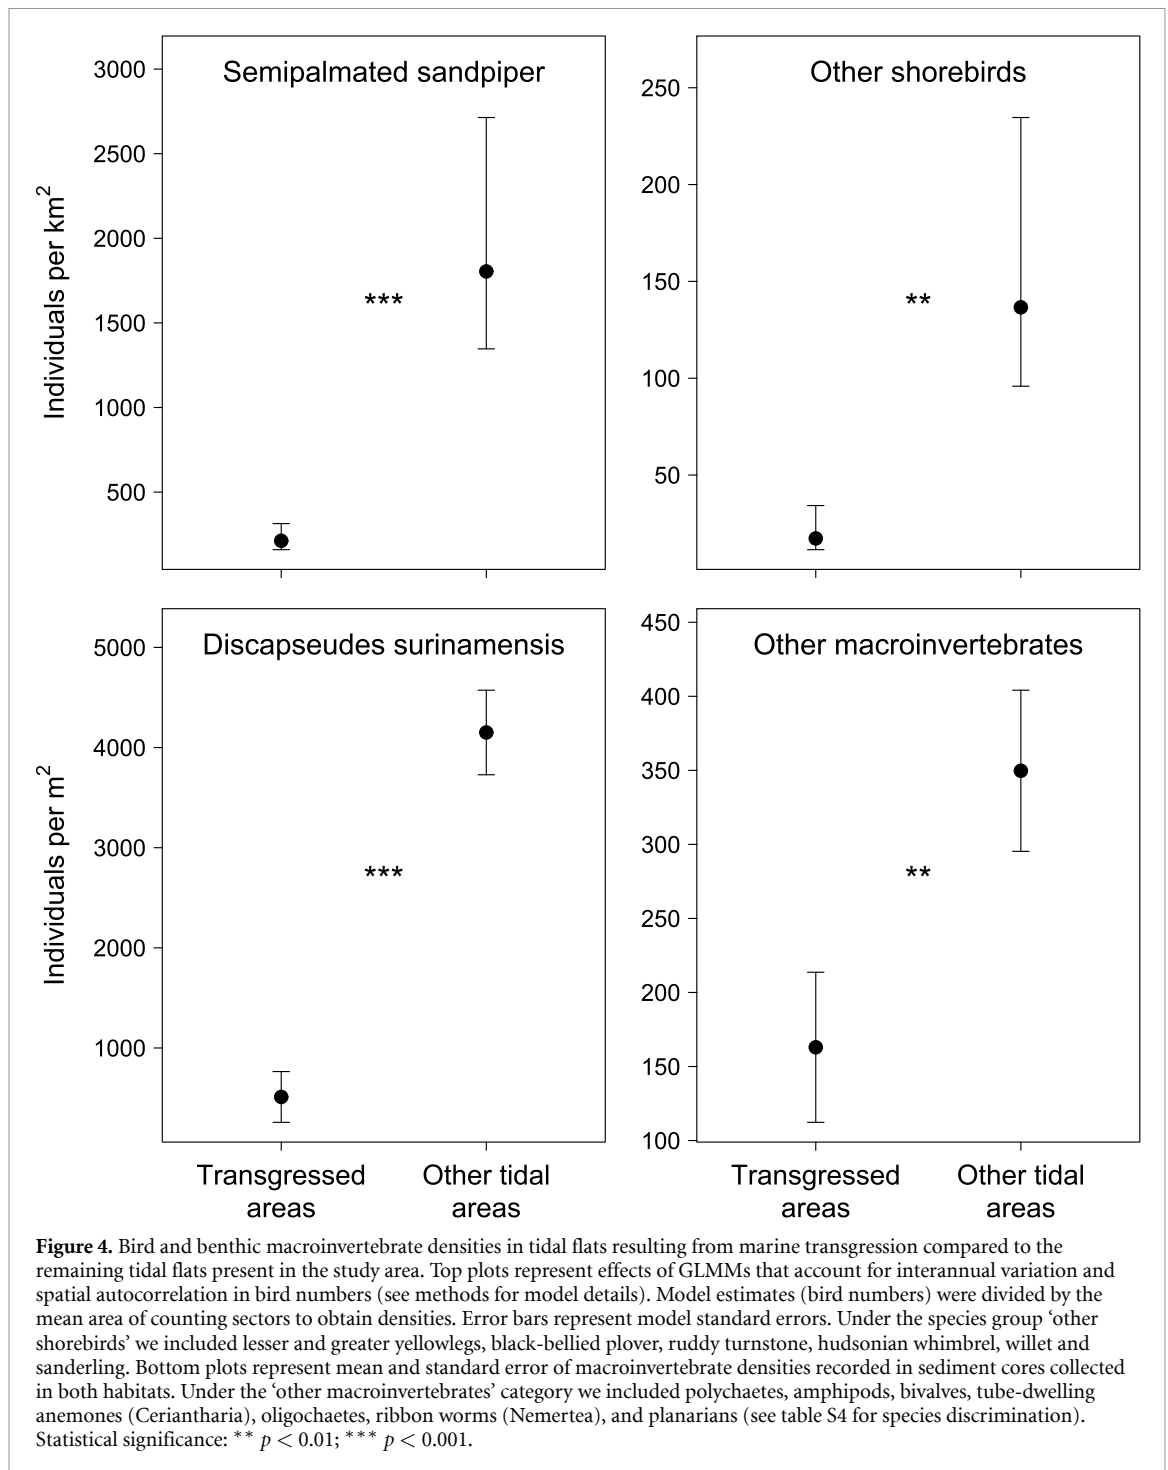 Semipalmated sandpiper
Individuals per km²
3000
2500
2000
1500
1000
500
***
Other shorebirds
250
200
150
100
50
**
Discapseudes surinamensis
Individuals per m²
5000
4000
3000
2000
1000
***
Transgressed
areas
Other tidal
areas
Other macroinvertebrates
450
400
350
300
250
200
150
100
**
Transgressed
areas
Other tidal
areas
Figure 4. Bird and benthic macroinvertebrate densities in tidal flats resulting from marine transgression compared to the
remaining tidal flats present in the study area. Top plots represent effects of GLMMs that account for interannual variation and
spatial autocorrelation in bird numbers (see methods for model details). Model estimates (bird numbers) were divided by the
mean area of counting sectors to obtain densities. Error bars represent model standard errors. Under the species group ‘other
shorebirds’ we included lesser and greater yellowlegs, black-bellied plover, ruddy turnstone, hudsonian whimbrel, willet and
sanderling. Bottom plots represent mean and standard error of macroinvertebrate densities recorded in sediment cores collected
in both habitats. Under the ‘other macroinvertebrates’ category we included polychaetes, amphipods, bivalves, tube-dwelling
anemones (Ceriantharia), oligochaetes, ribbon worms (Nemertea), and planarians (see table S4 for species discrimination).
Statistical significance: ** p < 0.01; *** p < 0.001.